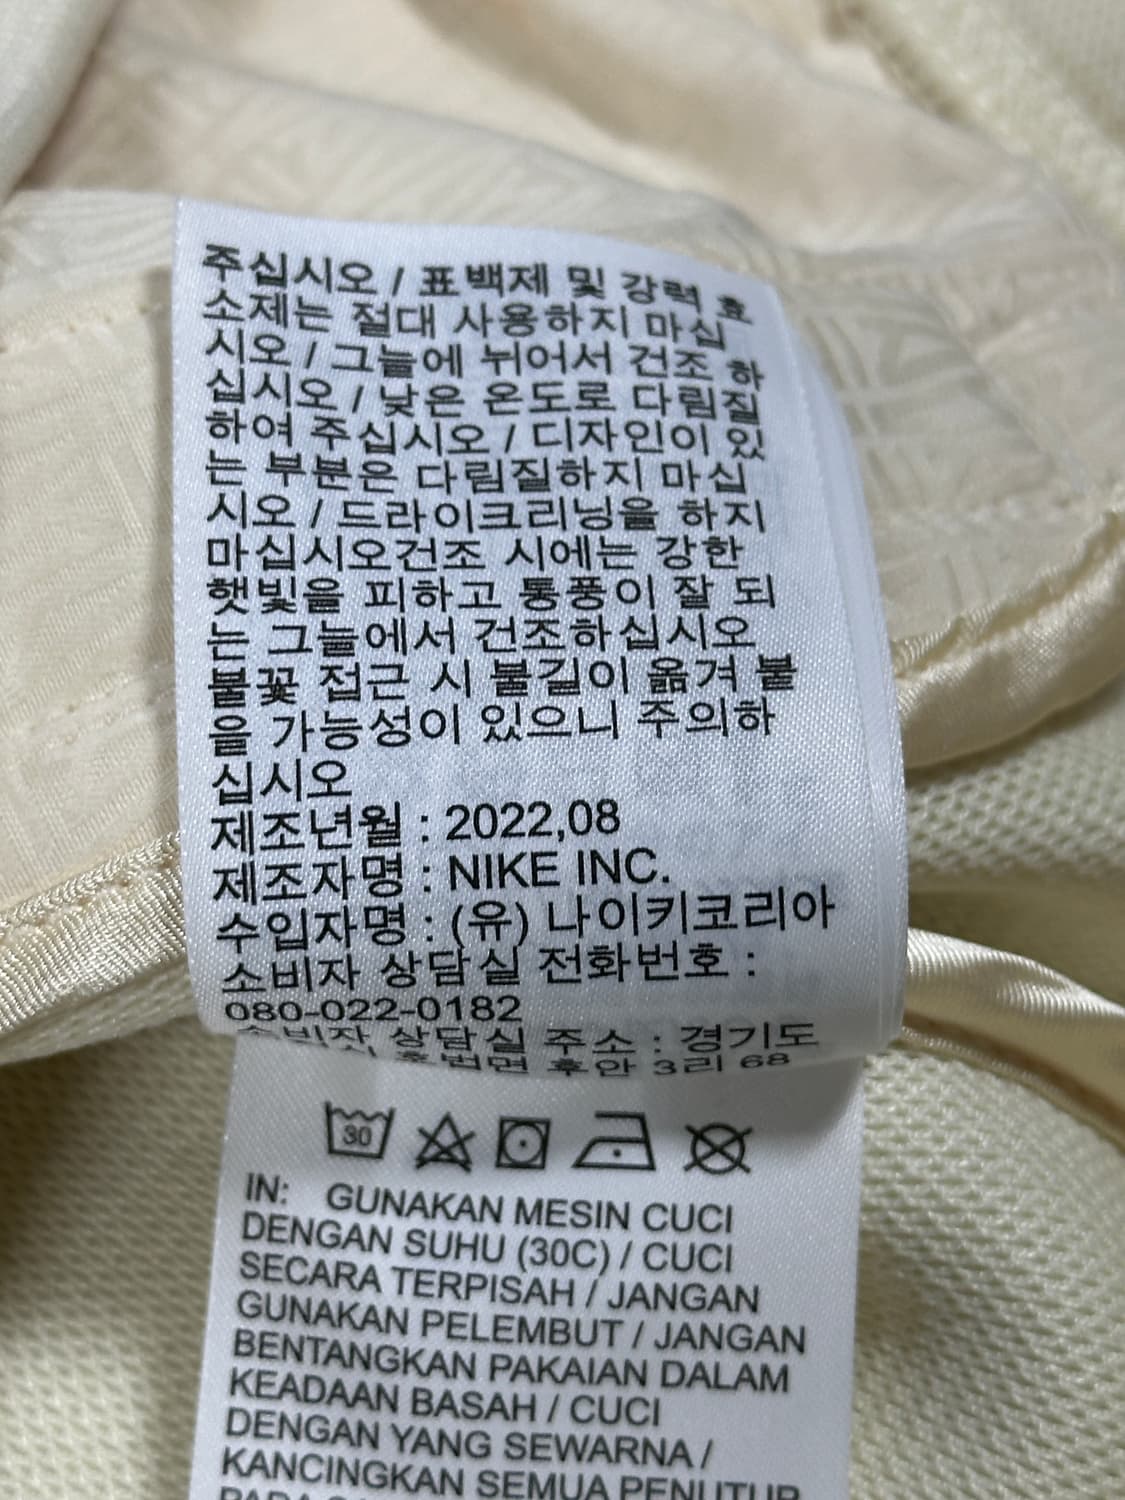 주십시오 / 표백제 및 강력 효
소제는 절대 사용하지 마십
시오 / 그늘에 뉘어서 건조 하
십시오 / 낮은 온도로 다림질
하여 주십시오 / 디자인이 있
는 부분은 다림질하지 마십
시오 / 드라이크리닝을 하지
마십시오건조 시에는 강한
햇빛을 피하고 통풍이 잘 되
는 그늘에서 건조하십시오
불꽃 접근 시 불길이 옮겨 붙
을 가능성이 있으니 주의하
십시오
제조년월 : 2022,08
제조자명 : NIKE INC.
수입자명 : (유) 나이키코리아
소비자 상담실 전화번호 :
080-022-0182
소비자 상담실 주소 : 경기도
호법면 후안 3리 68
30
IN: GUNAKAN MESIN CUCI
DENGAN SUHU (30C) / CUCI
SECARA TERPISAH / JANGAN
GUNAKAN PELEMBUT / JANGAN
BENTANGKAN PAKAIAN DALAM
KEADAAN BASAH / CUCI
DENGAN YANG SEWARNA /
KANCINGKAN SEMUA PENUTUP